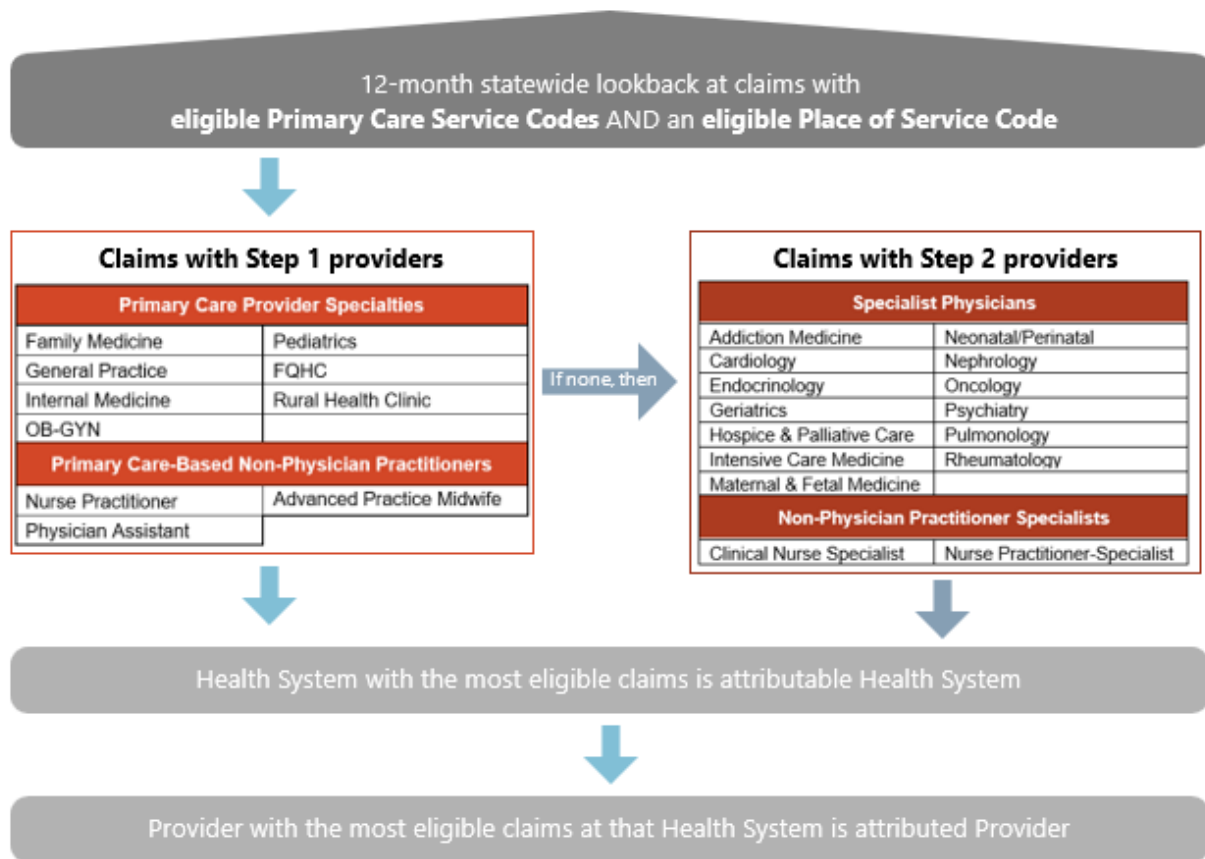 12-month statewide lookback at claims with
eligible Primary Care Service Codes AND an eligible Place of Service Code
Claims with Step 1 providers
Primary Care Provider Specialties
Family Medicine Pediatrics
General Practice FQHC
Internal Medicine Rural Health Clinic
OB-GYN
Primary Care-Based Non-Physician Practitioners
Nurse Practitioner Advanced Practice Midwife
Physician Assistant
If none, then
Claims with Step 2 providers
Specialist Physicians
Addiction Medicine Neonatal/Perinatal
Cardiology Nephrology
Endocrinology Oncology
Geriatrics Psychiatry
Hospice & Palliative Care Pulmonology
Intensive Care Medicine Rheumatology
Maternal & Fetal Medicine
Non-Physician Practitioner Specialists
Clinical Nurse Specialist Nurse Practitioner-Specialist
Health System with the most eligible claims is attributable Health System
Provider with the most eligible claims at that Health System is attributed Provider